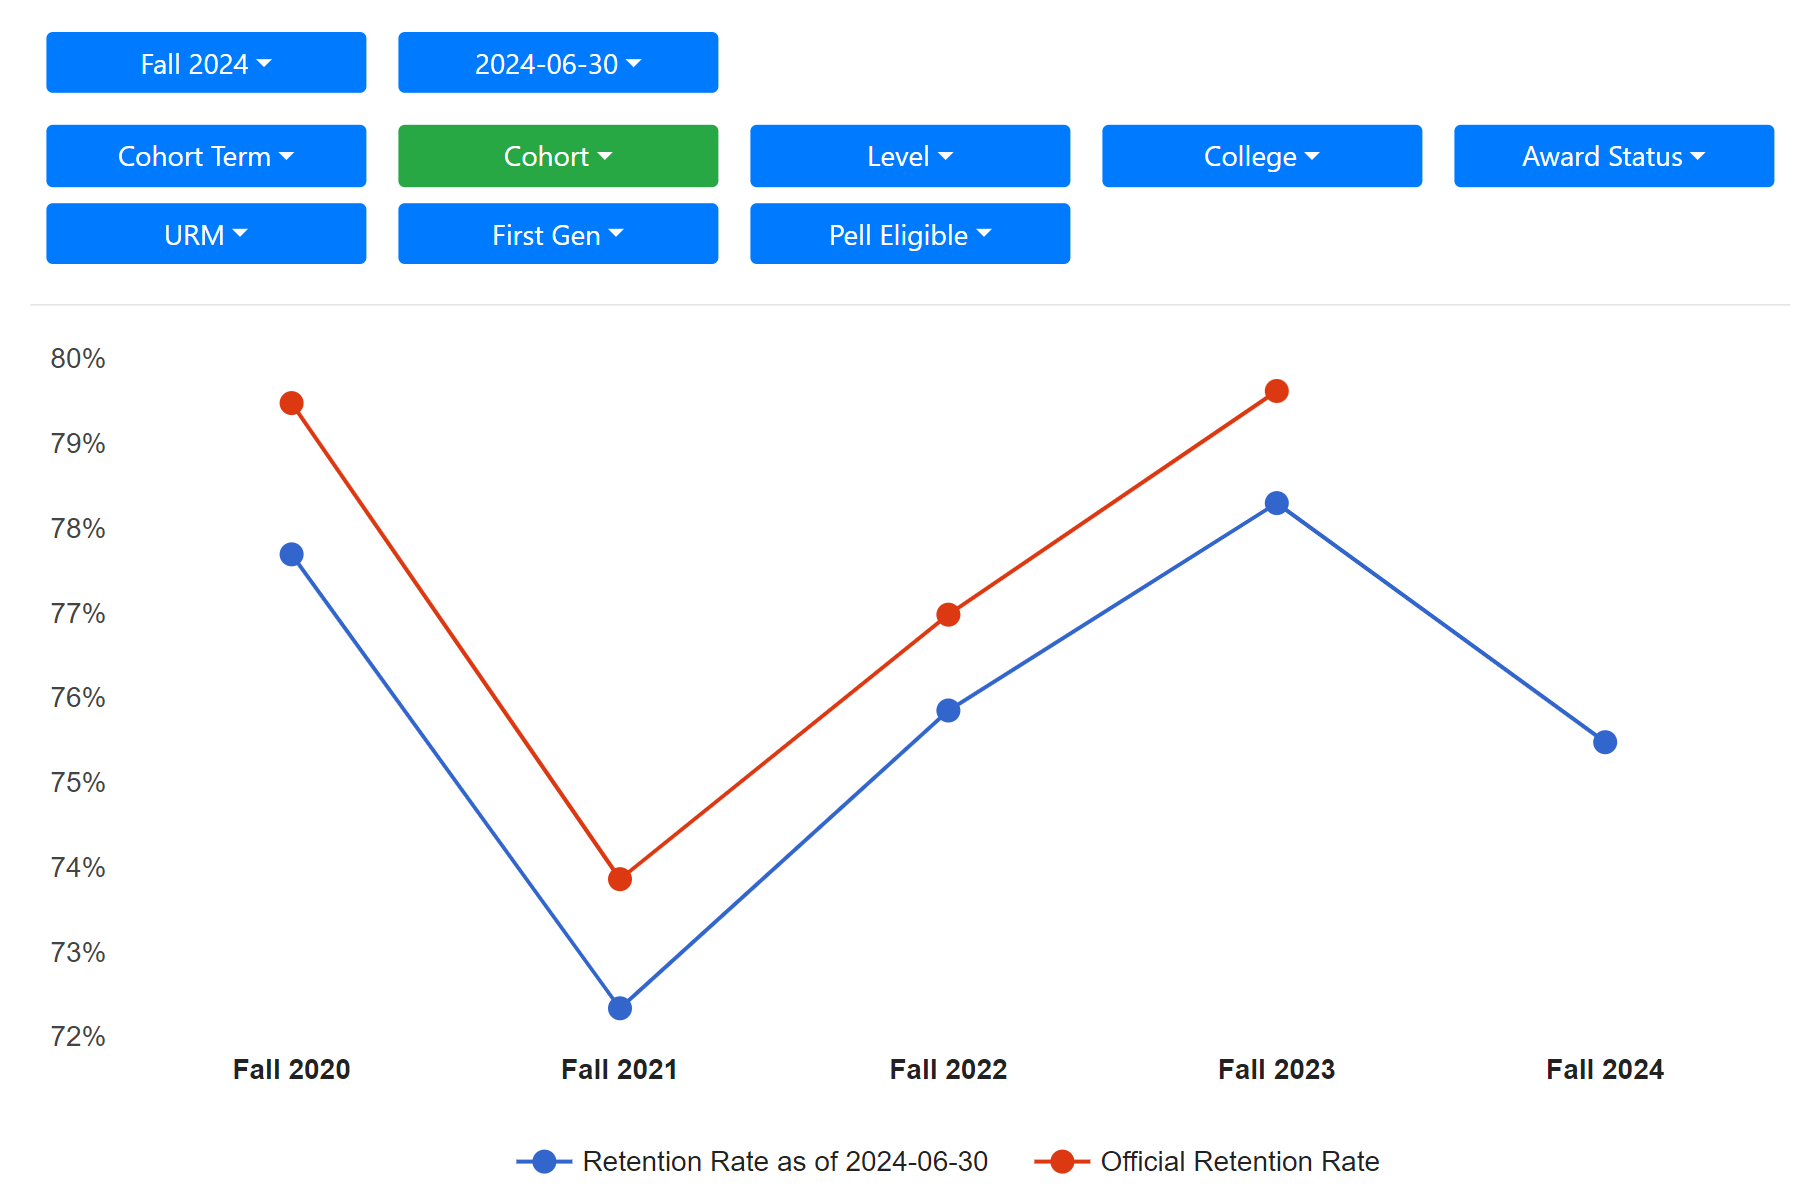 Fall 2024 2024-06-30
Cohort Term Cohort Level College Award Status
URM First Gen Pell Eligible
80%
79%
78%
77%
76%
75%
74%
73%
72%
Fall 2020 Fall 2021 Fall 2022 Fall 2023 Fall 2024
Retention Rate as of 2024-06-30 Official Retention Rate